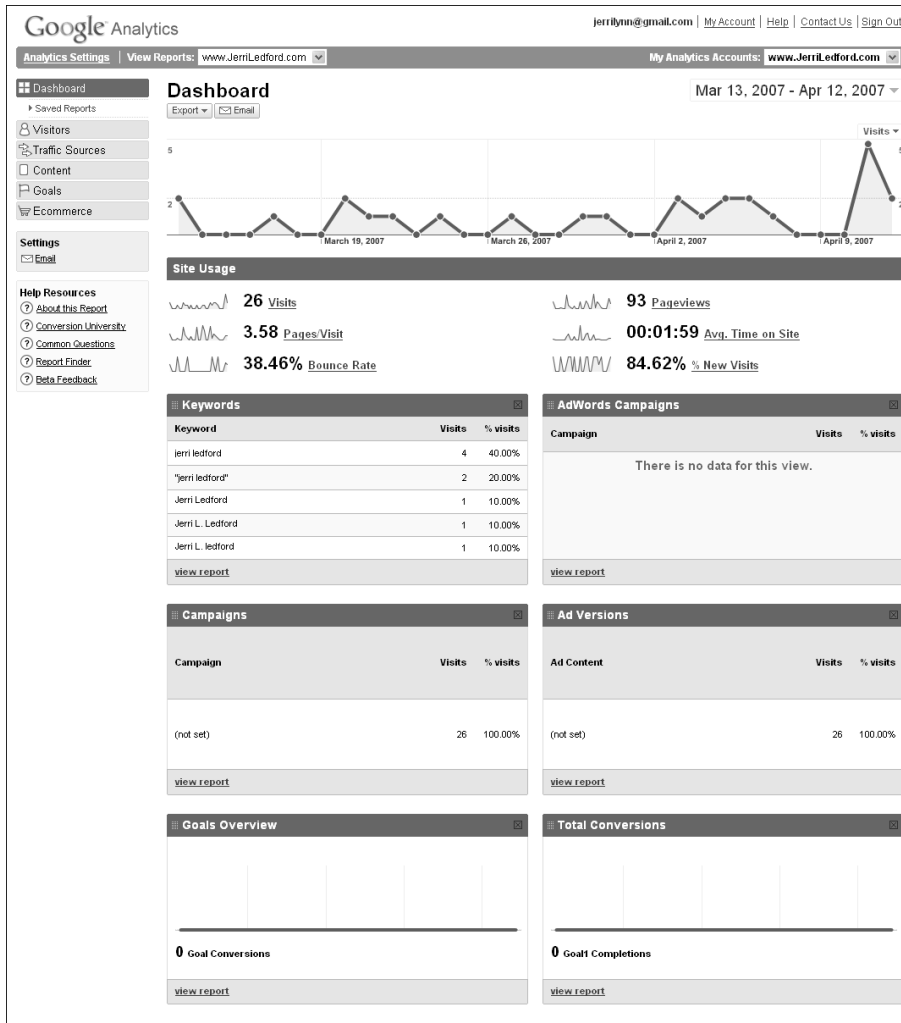 Google Analytics
jerrilynn@gmail.com | My Account | Help | Contact Us | Sign Out
Analytics Settings | View Reports: www.JerriLedford.com
My Analytics Accounts: www.JerriLedford.com
Dashboard
Saved Reports
Visitors
Traffic Sources
Content
Goals
Ecommerce
Settings
Email
Help Resources
About this Report
Conversion University
Common Questions
Report Finder
Beta Feedback
Dashboard
Mar 13, 2007 - Apr 12, 2007
Export Email
Visits
5 5
2 2
March 19, 2007 March 26, 2007 April 2, 2007 April 9, 2007
Site Usage
26 Visits
93 Pageviews
3.58 Pages/Visit
00:01:59 Avg. Time on Site
38.46% Bounce Rate
84.62% % New Visits
Keywords
Keyword Visits % visits
jerri ledford 4 40.00%
"jerri ledford" 2 20.00%
Jerri Ledford 1 10.00%
Jerri L. Ledford 1 10.00%
Jerri L. ledford 1 10.00%
view report
AdWords Campaigns
Campaign Visits % visits
There is no data for this view.
view report
Campaigns
Campaign Visits % visits
(not set) 26 100.00%
view report
Ad Versions
Ad Content Visits % visits
(not set) 26 100.00%
view report
Goals Overview
0 Goal Conversions
view report
Total Conversions
0 Goal1 Completions
view report